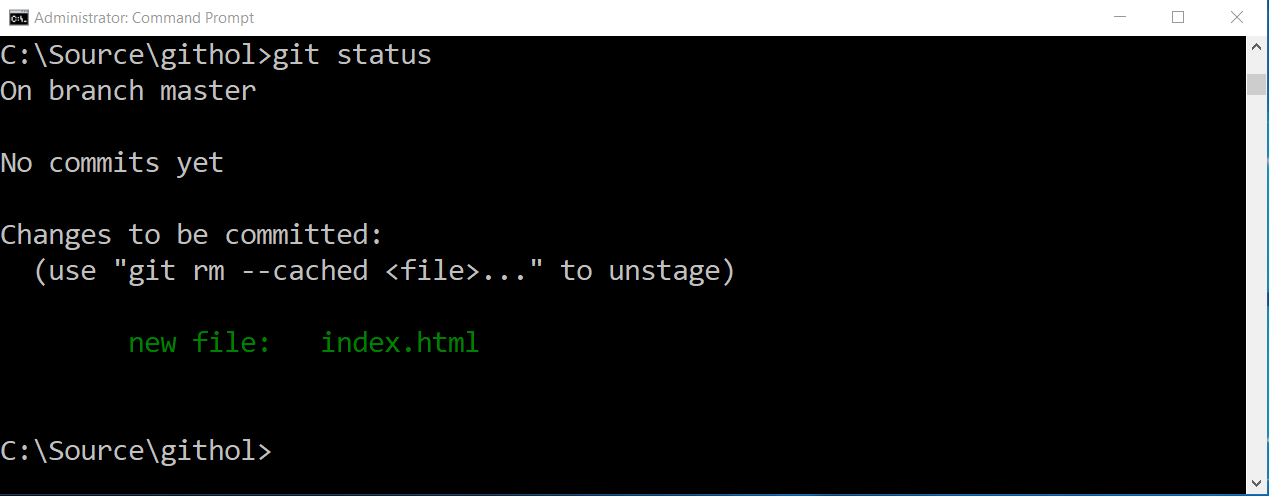 Administrator: Command Prompt
C:\Source\githol>git status
On branch master
No commits yet
Changes to be committed:
  (use "git rm --cached <file>..." to unstage)
        new file:   index.html
C:\Source\githol>